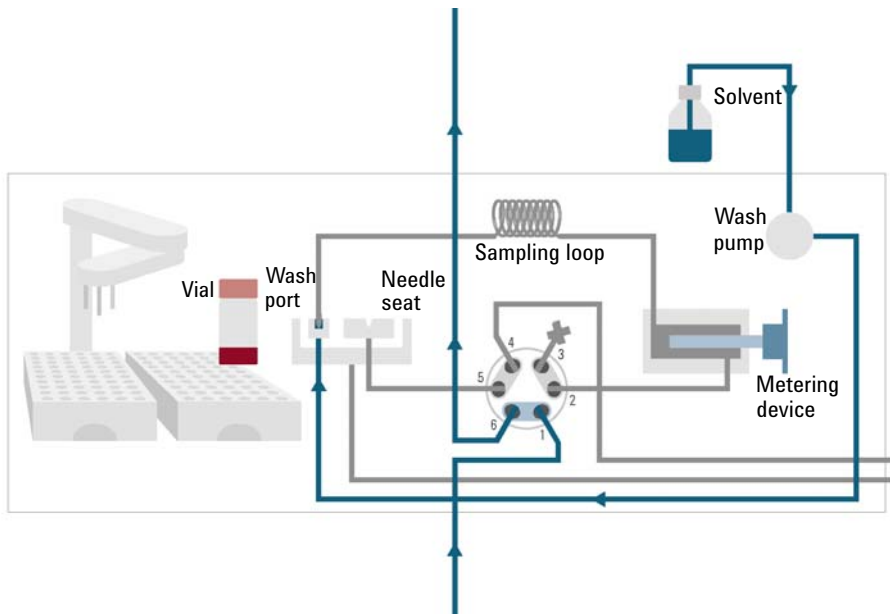 Solvent
Wash
pump
Sampling loop
Vial
Wash
port
Needle
seat
4
3
5
2
6
1
Metering
device